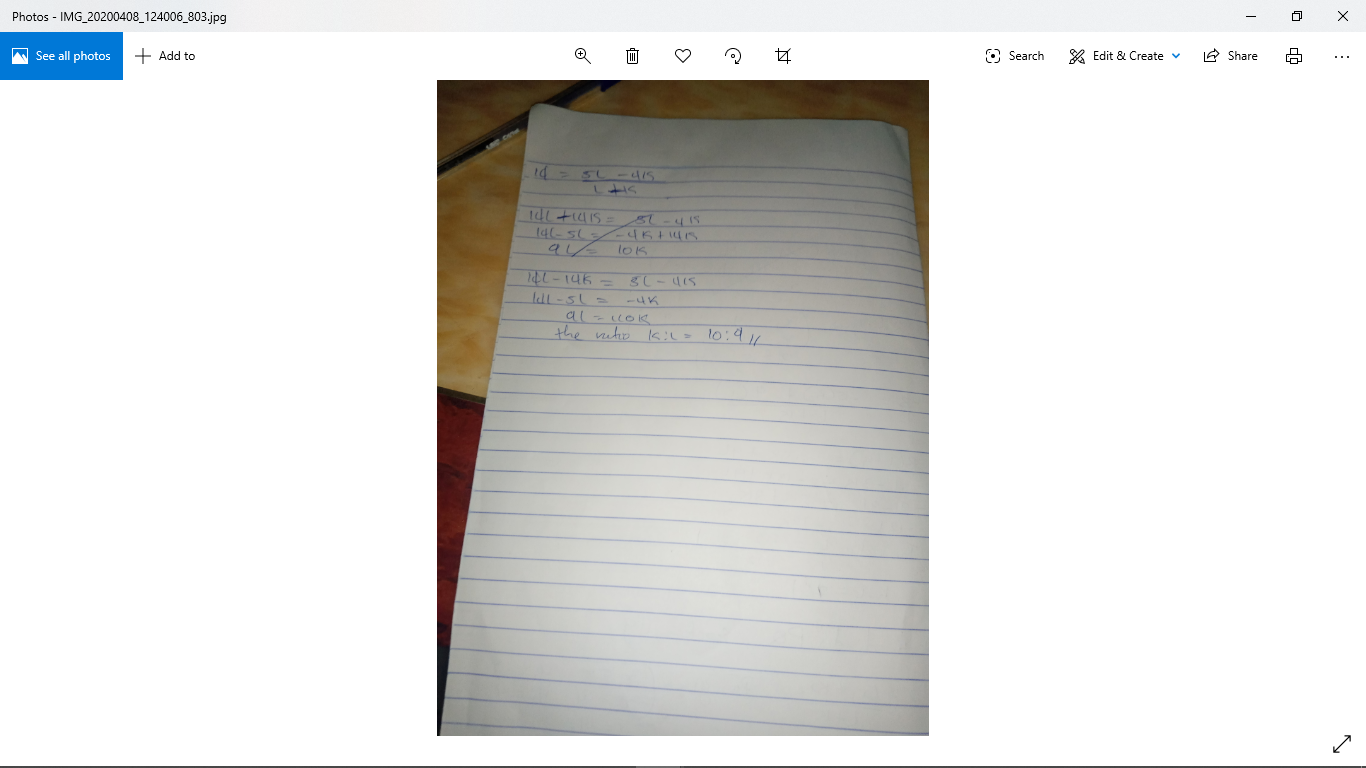 Photos - IMG_20200408_124006_803.jpg
See all photos
Add to
Search
Edit & Create
Share
14 = 5L - 4K
L + K
14L + 14K = 5L - 4K
14L - 5L = -4K + 14K
9L = 10K
14L - 14K = 5L - 4K
14L - 5L = -4K
9L = 10K
the ratio K:L = 10:9 //